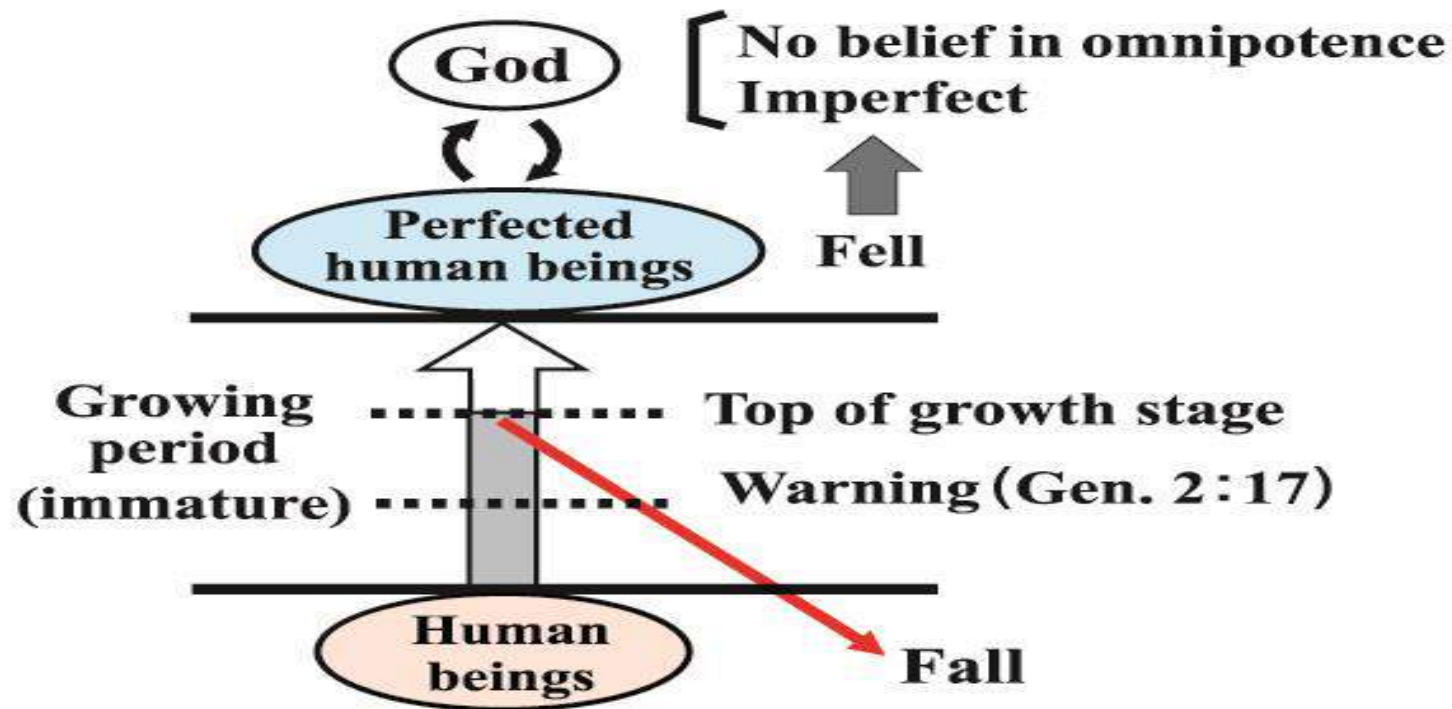 God
No belief in omnipotence
Imperfect
Perfected
human beings
Fell
Growing
period
(immature)
Top of growth stage
Warning (Gen. 2:17)
Human
beings
Fall